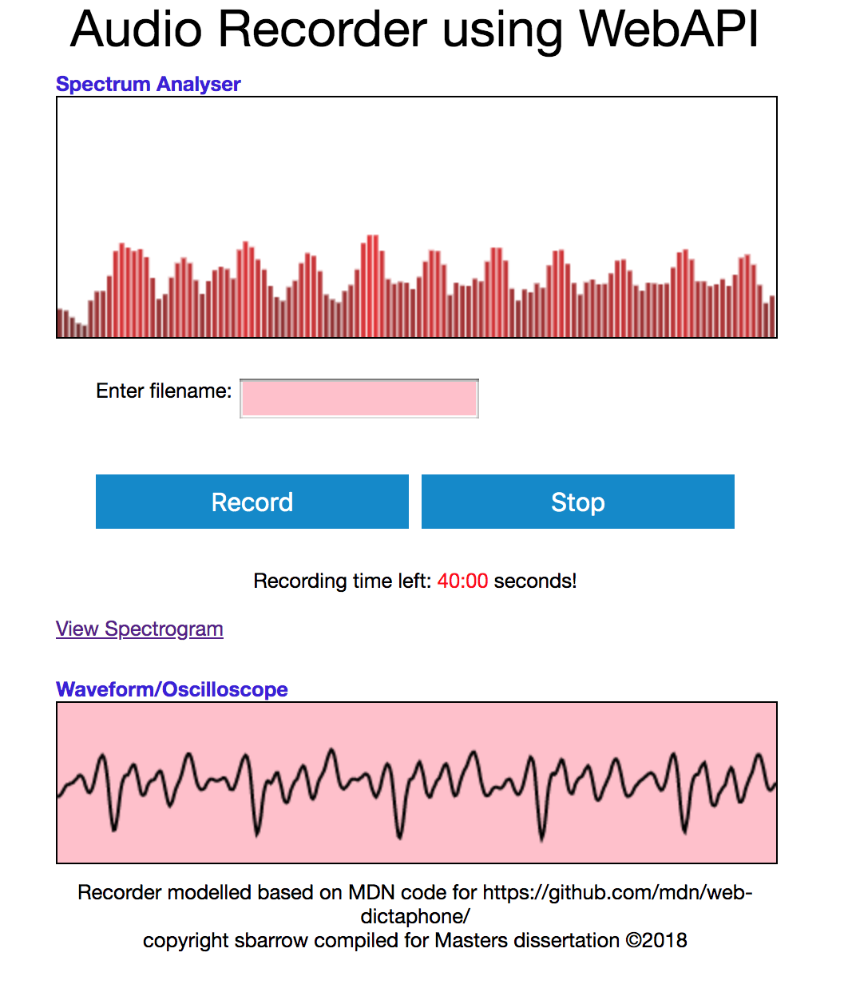 Audio Recorder using WebAPI
Spectrum Analyser
Enter filename:
Record
Stop
Recording time left: 40:00 seconds!
View Spectrogram
Waveform/Oscilloscope
Recorder modelled based on MDN code for https://github.com/mdn/web-
dictaphone/
copyright sbarrow compiled for Masters dissertation ©2018